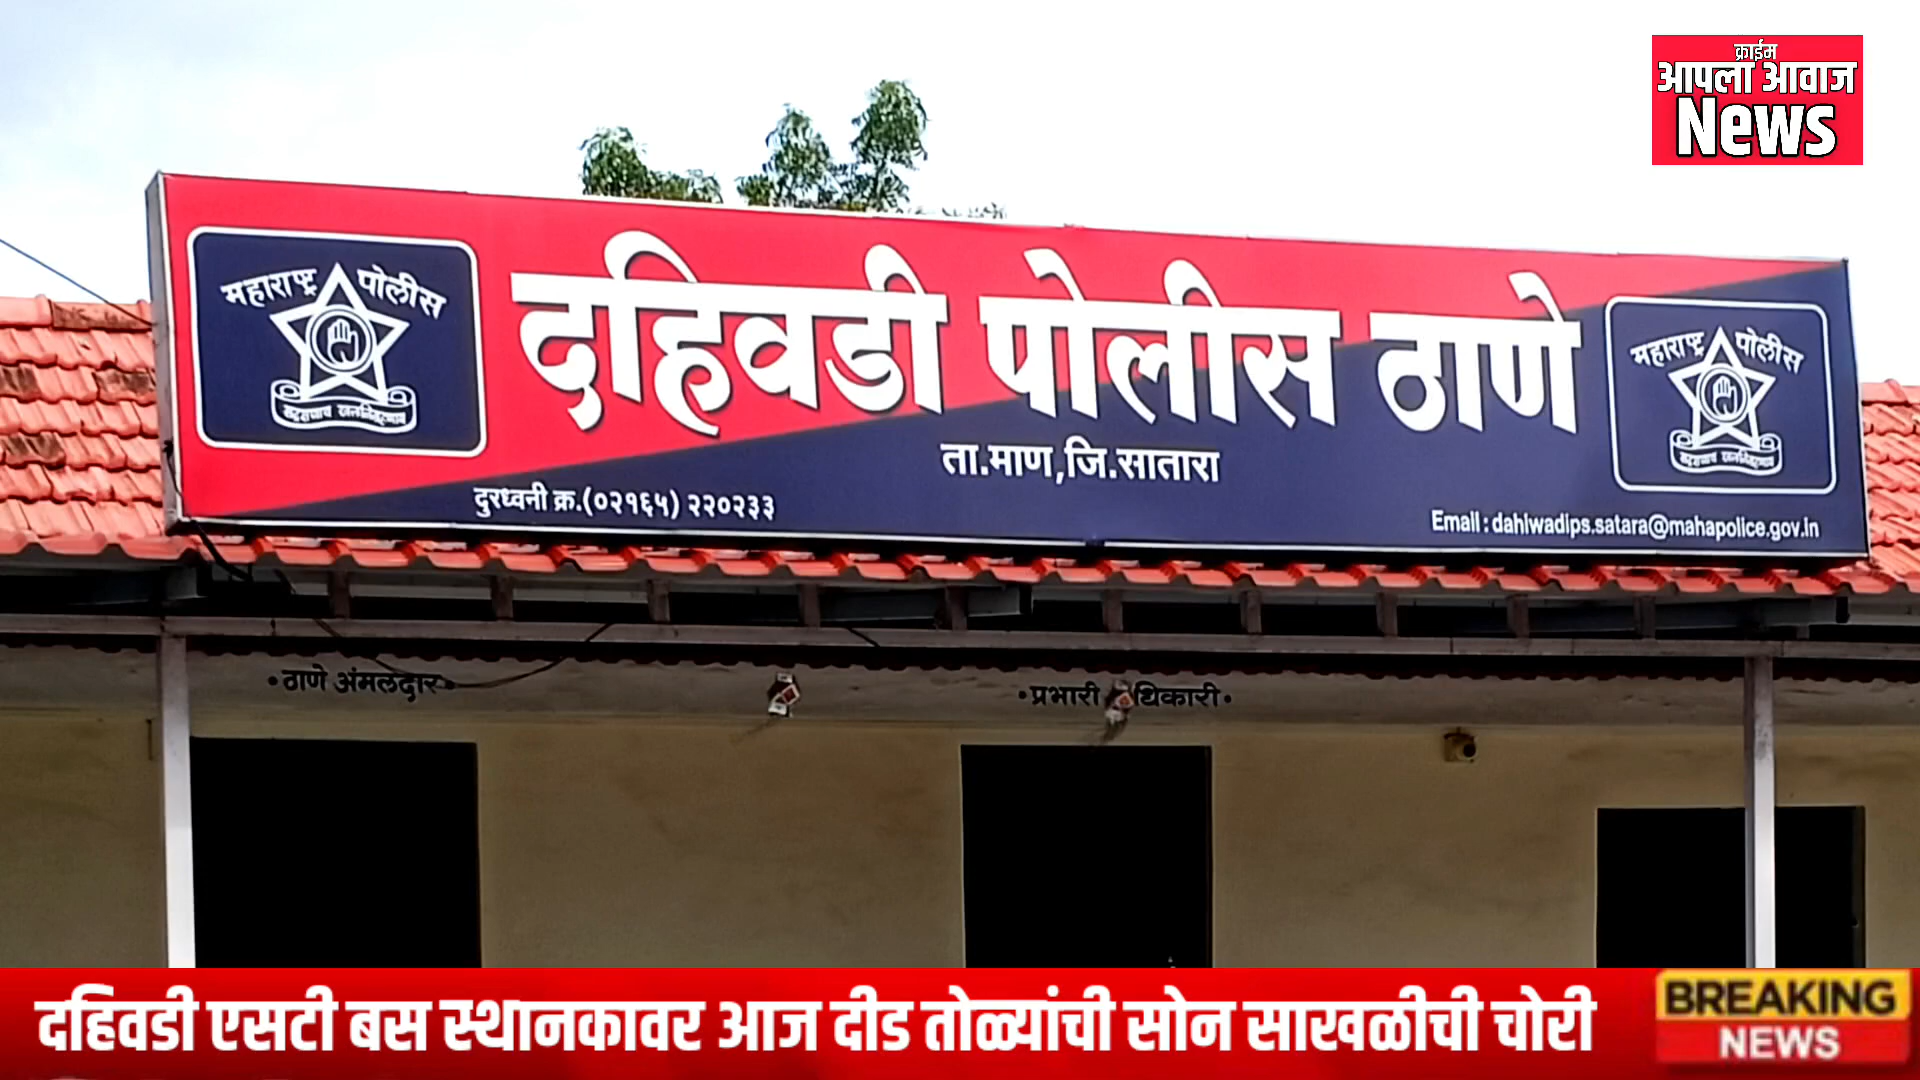 क्राईम
आपला आवाज
News
महाराष्ट्र पोलीस
दहिवडी पोलीस ठाणे
महाराष्ट्र पोलीस
ता.माण,जि.सातारा
दुरध्वनी क्र.(०२१६५) २२०२३३
Email : dahiwadips.satara@mahapolice.gov.in
•ठाणे अंमलदार•
•प्रभारी धिकारी•
दहिवडी एसटी बस स्थानकावर आज दीड तोळ्यांची सोन साखळीची चोरी
BREAKING
NEWS